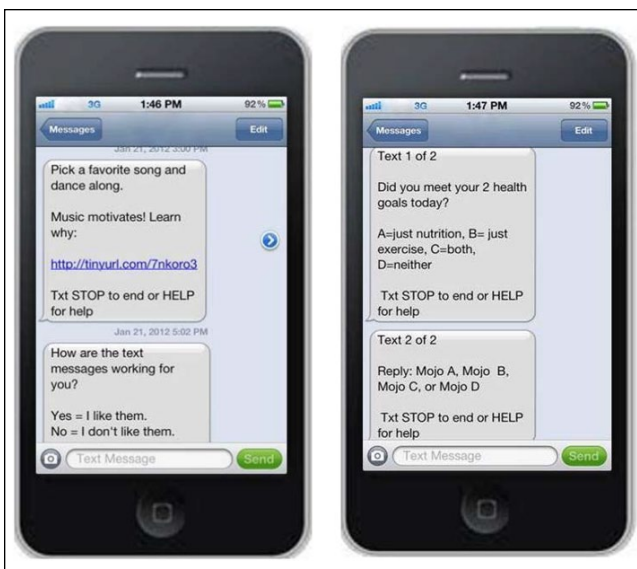 3G 1:46 PM 92%
Messages Edit
Jan 21, 2012 3:00 PM
Pick a favorite song and
dance along.
Music motivates! Learn
why:
http://tinyurl.com/7nkoro3
Txt STOP to end or HELP
for help
Jan 21, 2012 5:02 PM
How are the text
messages working for
you?
Yes = I like them.
No = I don't like them.
Text Message Send
3G 1:47 PM 92%
Messages Edit
Text 1 of 2
Did you meet your 2 health
goals today?
A=just nutrition, B= just
exercise, C=both,
D=neither
Txt STOP to end or HELP
for help
Text 2 of 2
Reply: Mojo A, Mojo B,
Mojo C, or Mojo D
Txt STOP to end or HELP
for help
Text Message Send